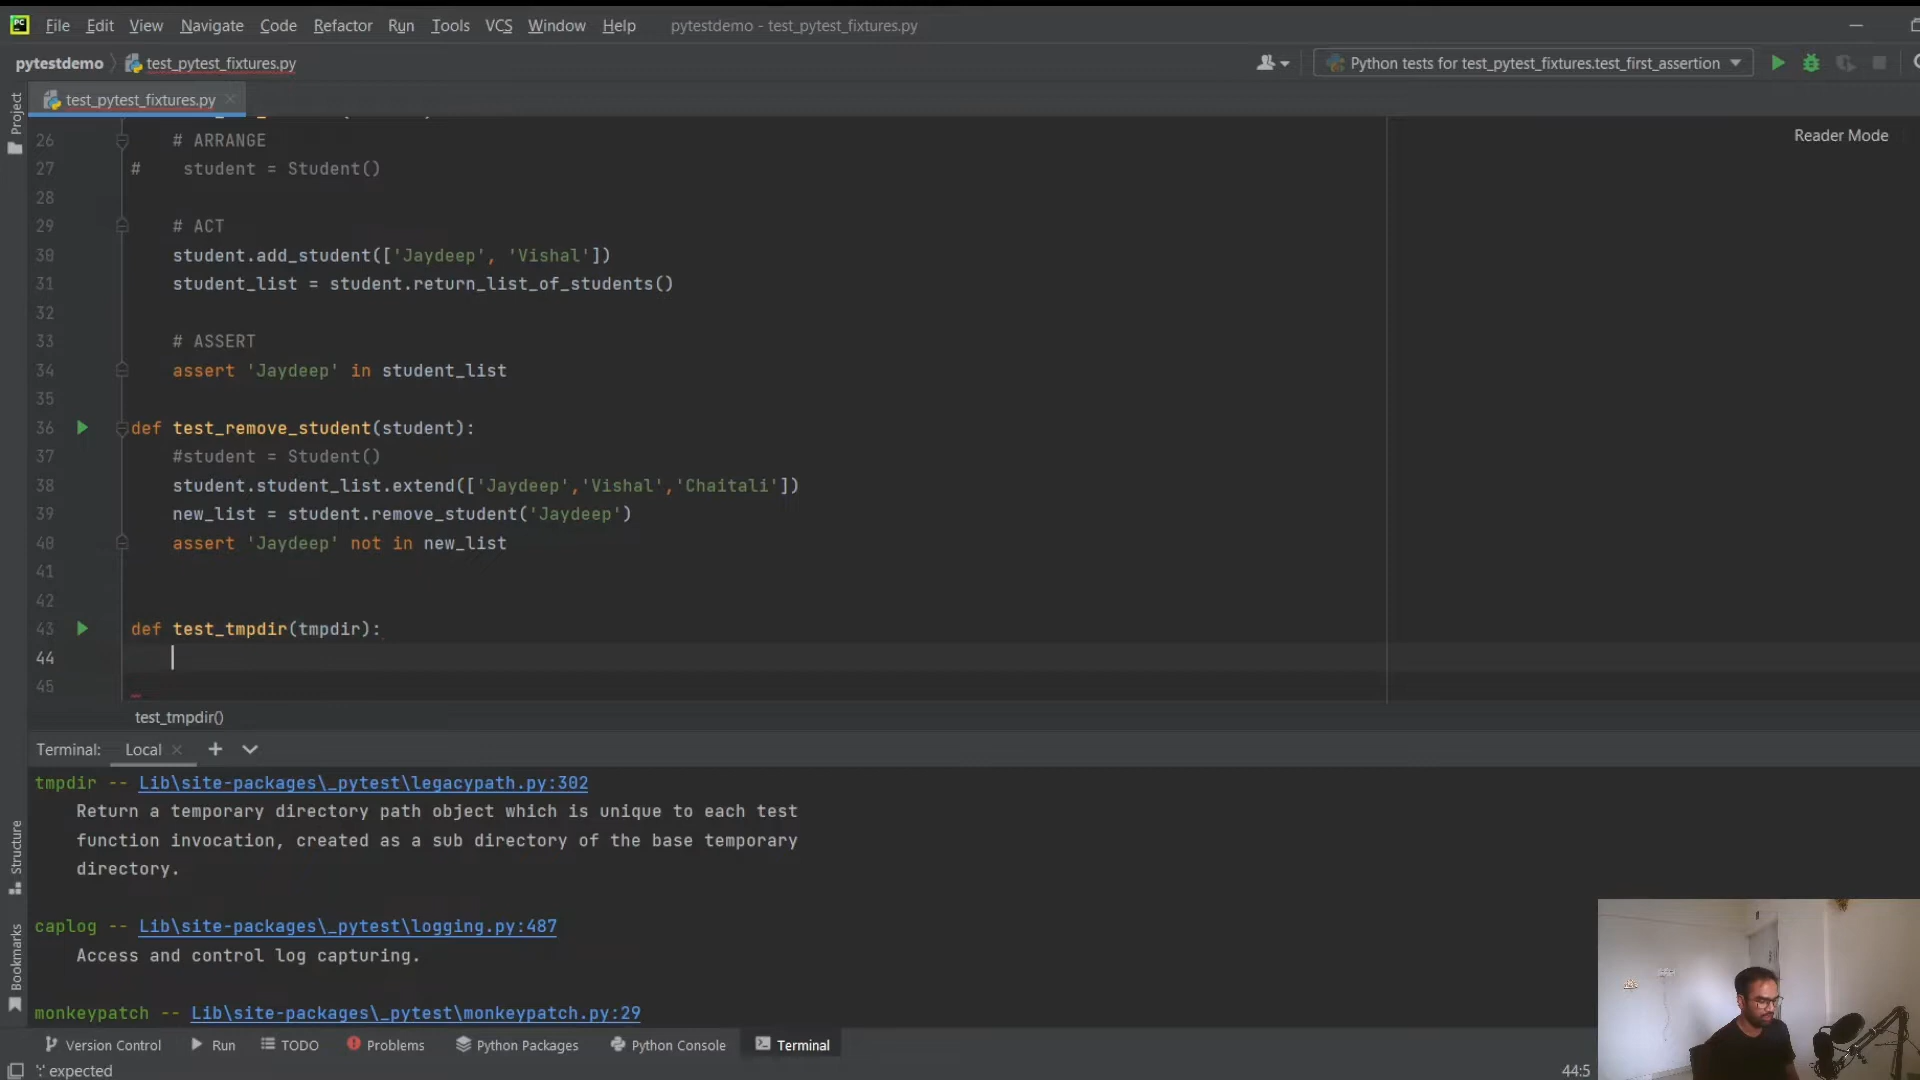 PC File Edit View Navigate Code Refactor Run Tools VCS Window Help pytestdemo - test_pytest_fixtures.py
pytestdemo test_pytest_fixtures.py Python tests for test_pytest_fixtures.test_first_assertion
Project
test_pytest_fixtures.py
Reader Mode
26 # ARRANGE
27 # student = Student()
28
29 # ACT
30 student.add_student(['Jaydeep', 'Vishal'])
31 student_list = student.return_list_of_students()
32
33 # ASSERT
34 assert 'Jaydeep' in student_list
35
36 def test_remove_student(student):
37 #student = Student()
38 student.student_list.extend(['Jaydeep','Vishal','Chaitali'])
39 new_list = student.remove_student('Jaydeep')
40 assert 'Jaydeep' not in new_list
41
42
43 def test_tmpdir(tmpdir):
44
45
test_tmpdir()
Terminal: Local
tmpdir -- Lib\site-packages\_pytest\legacypath.py:302
Return a temporary directory path object which is unique to each test
function invocation, created as a sub directory of the base temporary
directory.
caplog -- Lib\site-packages\_pytest\logging.py:487
Access and control log capturing.
monkeypatch -- Lib\site-packages\_pytest\monkeypatch.py:29
Structure
Bookmarks
Version Control Run TODO Problems Python Packages Python Console Terminal
':' expected 44:5